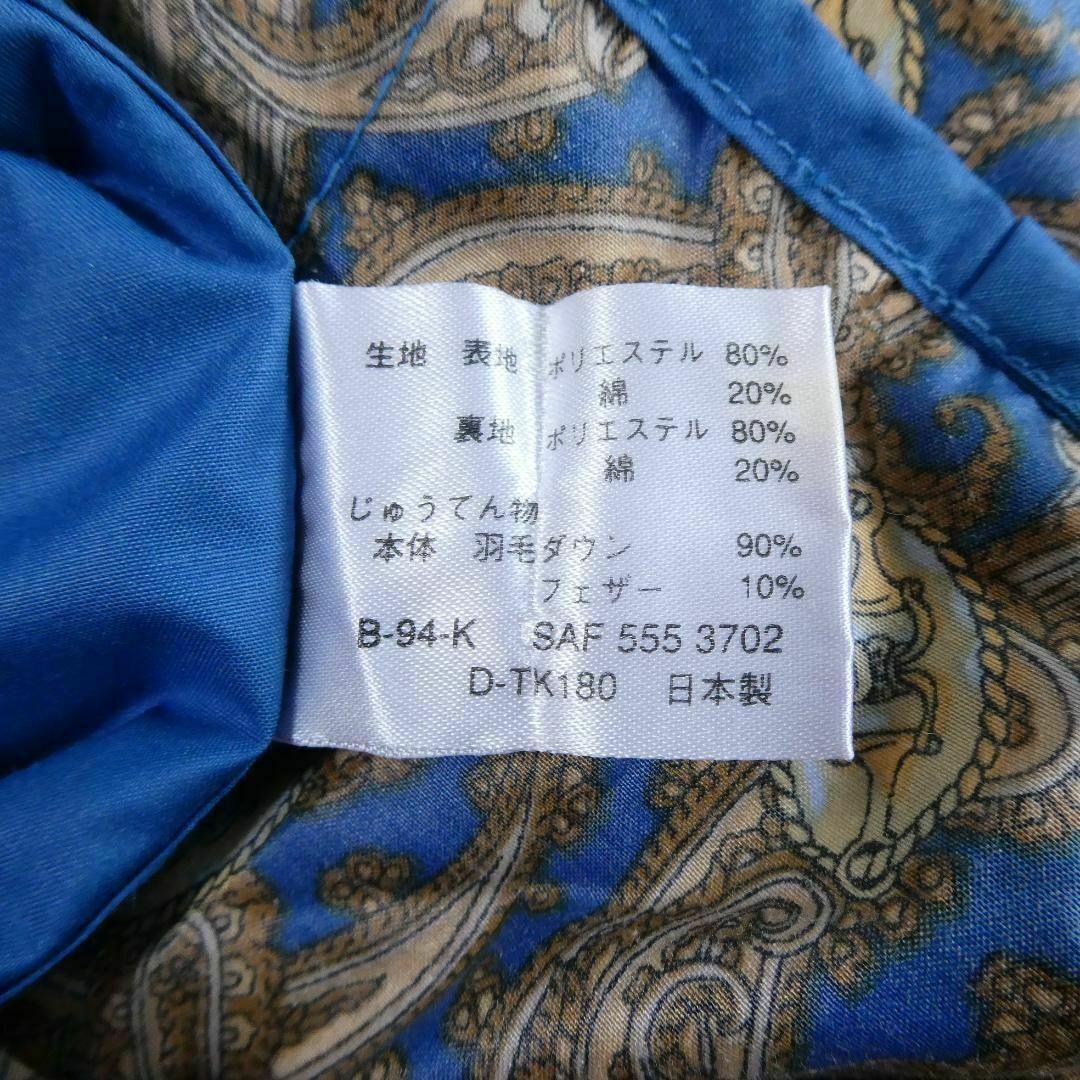 生地 表地 ポリエステル 80%
綿 20%
裏地 ポリエステル 80%
綿 20%
じゅうてん物
本体 羽毛ダウン 90%
フェザー 10%
B-94-K SAF 555 3702
D-TK180 日本製